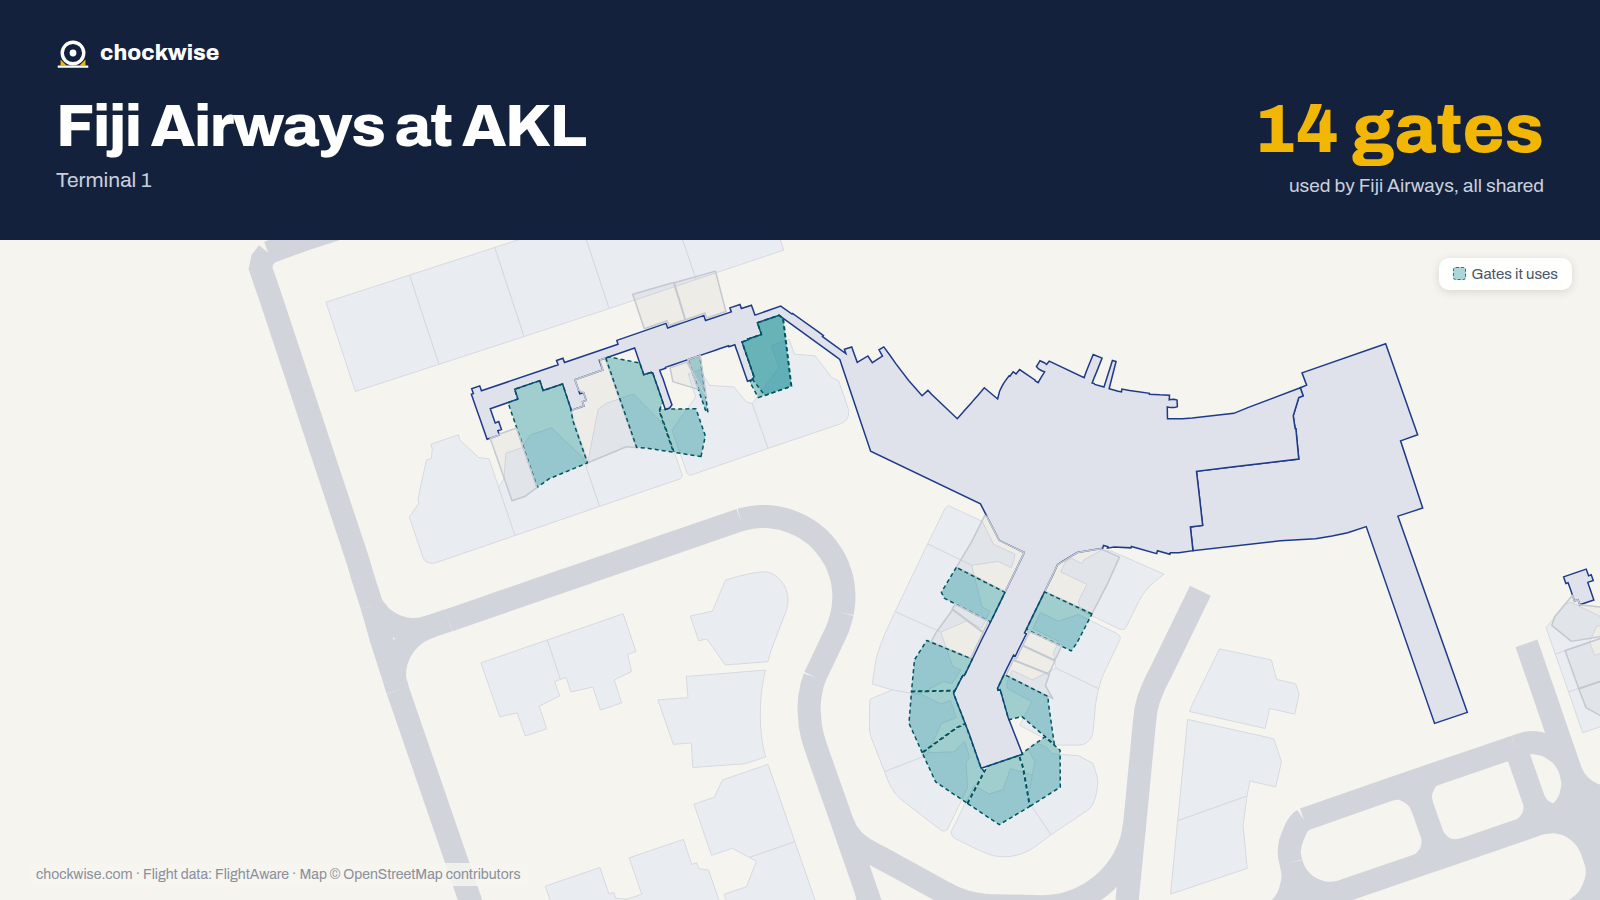 chockwise
Fiji Airways at AKL
Terminal 1
14 gates
used by Fiji Airways, all shared
Gates it uses
chockwise.com · Flight data: FlightAware · Map © OpenStreetMap contributors